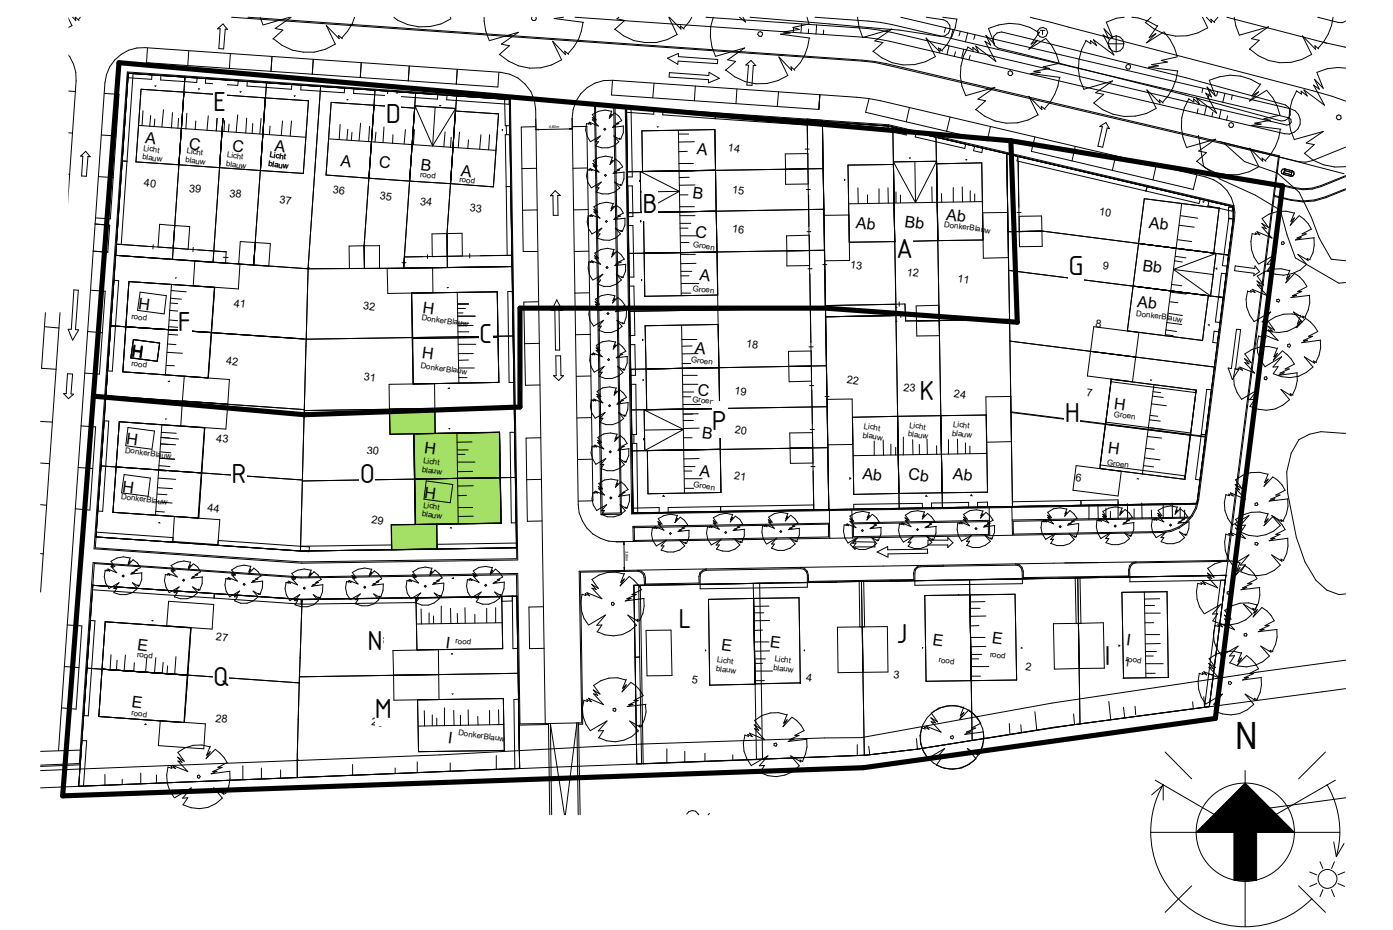 E
D
A
Licht
blauw
C
Licht
blauw
C
Licht
blauw
A
Licht
blauw
A
C
B
rood
A
rood
40
39
38
37
36
35
34
33
A
14
B
B
15
C
Groen
16
A
Groen
Ab
Bb
Ab
DonkerBlauw
A
13
12
11
10
Ab
G
9
Bb
Ab
DonkerBlauw
8
H
rood
F
41
H
rood
42
32
H
DonkerBlauw
C
31
H
DonkerBlauw
A
Groen
18
C
19
P
B
20
A
Groen
21
22
23
K
24
Licht
blauw
Licht
blauw
Licht
blauw
Ab
Cb
Ab
7
H
H
Groen
H
Groen
6
H
DonkerBlauw
43
R
H
DonkerBlauw
44
30
O
H
Licht
blauw
29
H
Licht
blauw
E
rood
27
Q
E
rood
28
N
I rood
M
I DonkerBlauw
L
E
Licht
blauw
E
Licht
blauw
5
4
J
E
rood
E
rood
3
2
I
I
rood
N